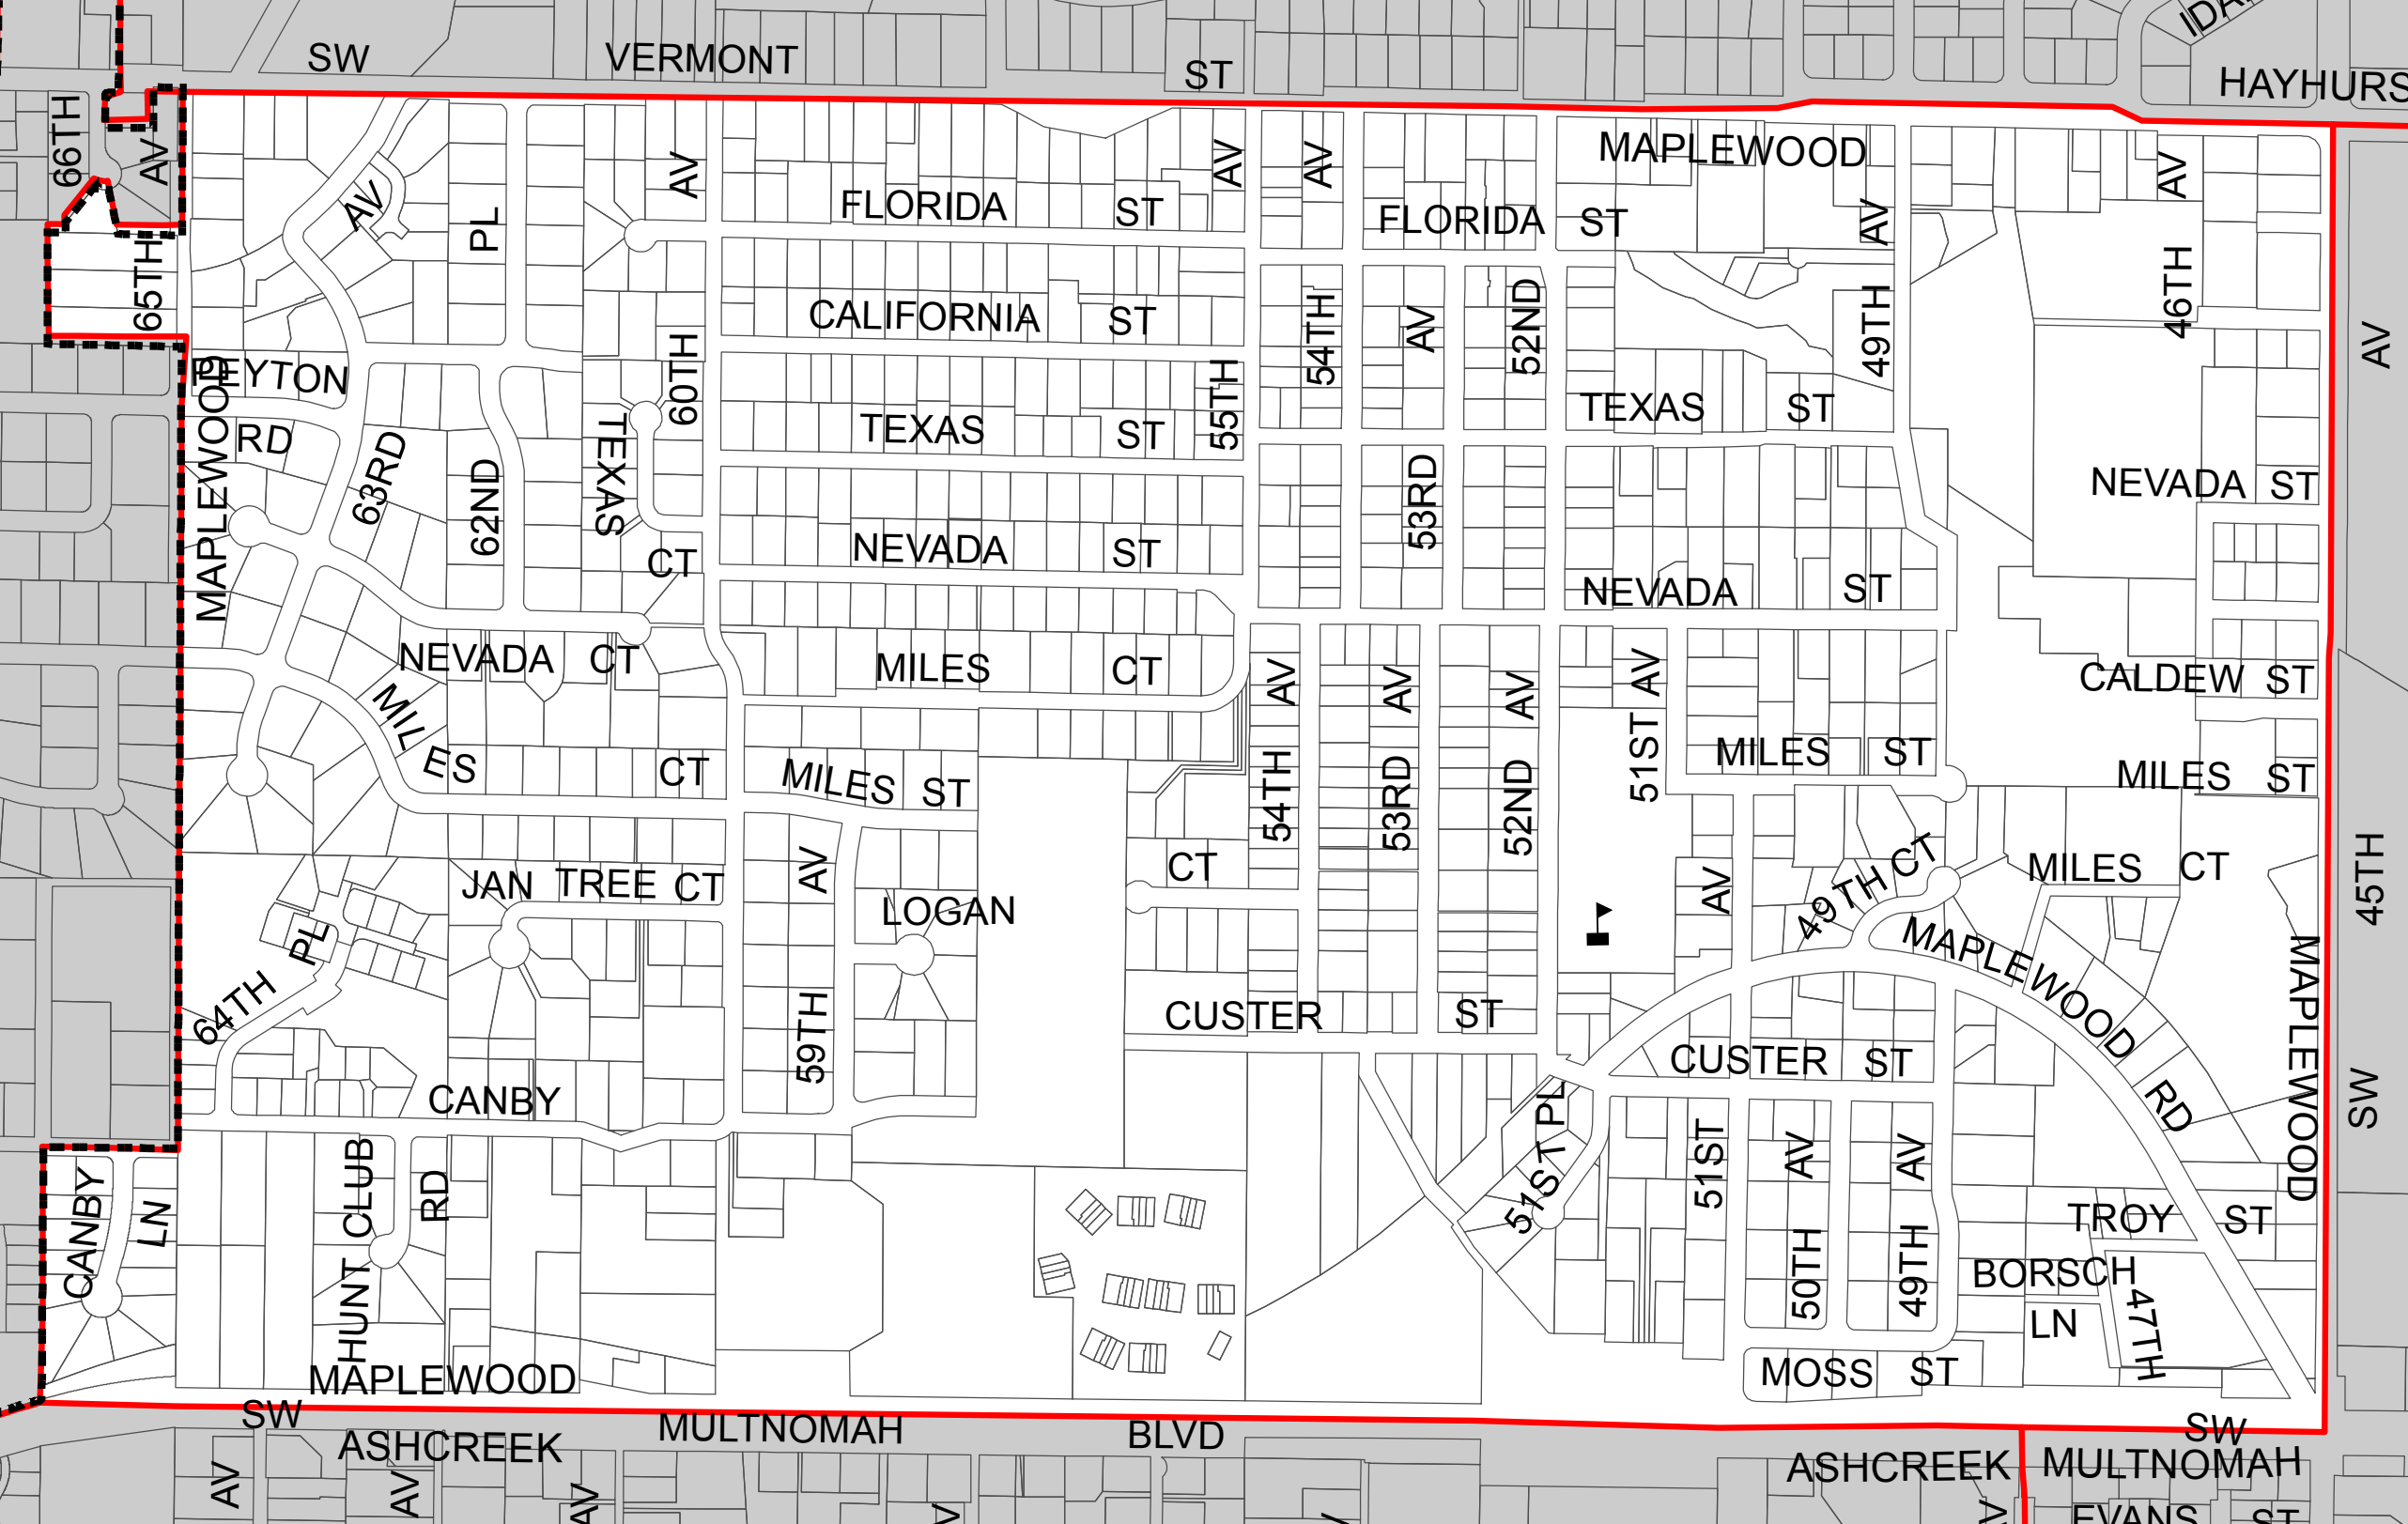 IDA
SW VERMONT ST
HAYHURS
66TH AV
MAPLEWOOD
AV
PL
AV
AV
AV
AV
AV
FLORIDA ST
FLORIDA ST
65TH
CALIFORNIA ST
54TH
AV
52ND
49TH
46TH
AV
PEYTON RD
MAPLEWOOD
63RD
62ND
TEXAS CT
60TH
TEXAS ST
55TH
53RD
TEXAS ST
NEVADA ST
NEVADA ST
NEVADA ST
NEVADA CT
MILES CT
AV
AV
AV
AV
CALDEW ST
MILES CT
MILES ST
54TH
53RD
52ND
51ST
MILES ST
MILES ST
JAN TREE CT
AV
LOGAN
CT
AV
49TH CT
MILES CT
45TH
64TH PL
59TH
CUSTER ST
MAPLEWOOD RD
MAPLEWOOD
CUSTER ST
CANBY
51ST PL
51ST
AV
AV
SW
CANBY LN
HUNT CLUB RD
50TH
49TH
TROY ST
BORSCH LN
47TH
MAPLEWOOD
MOSS ST
SW MULTNOMAH BLVD
SW
ASHCREEK
ASHCREEK
MULTNOMAH
AV
AV
AV
EVANS ST